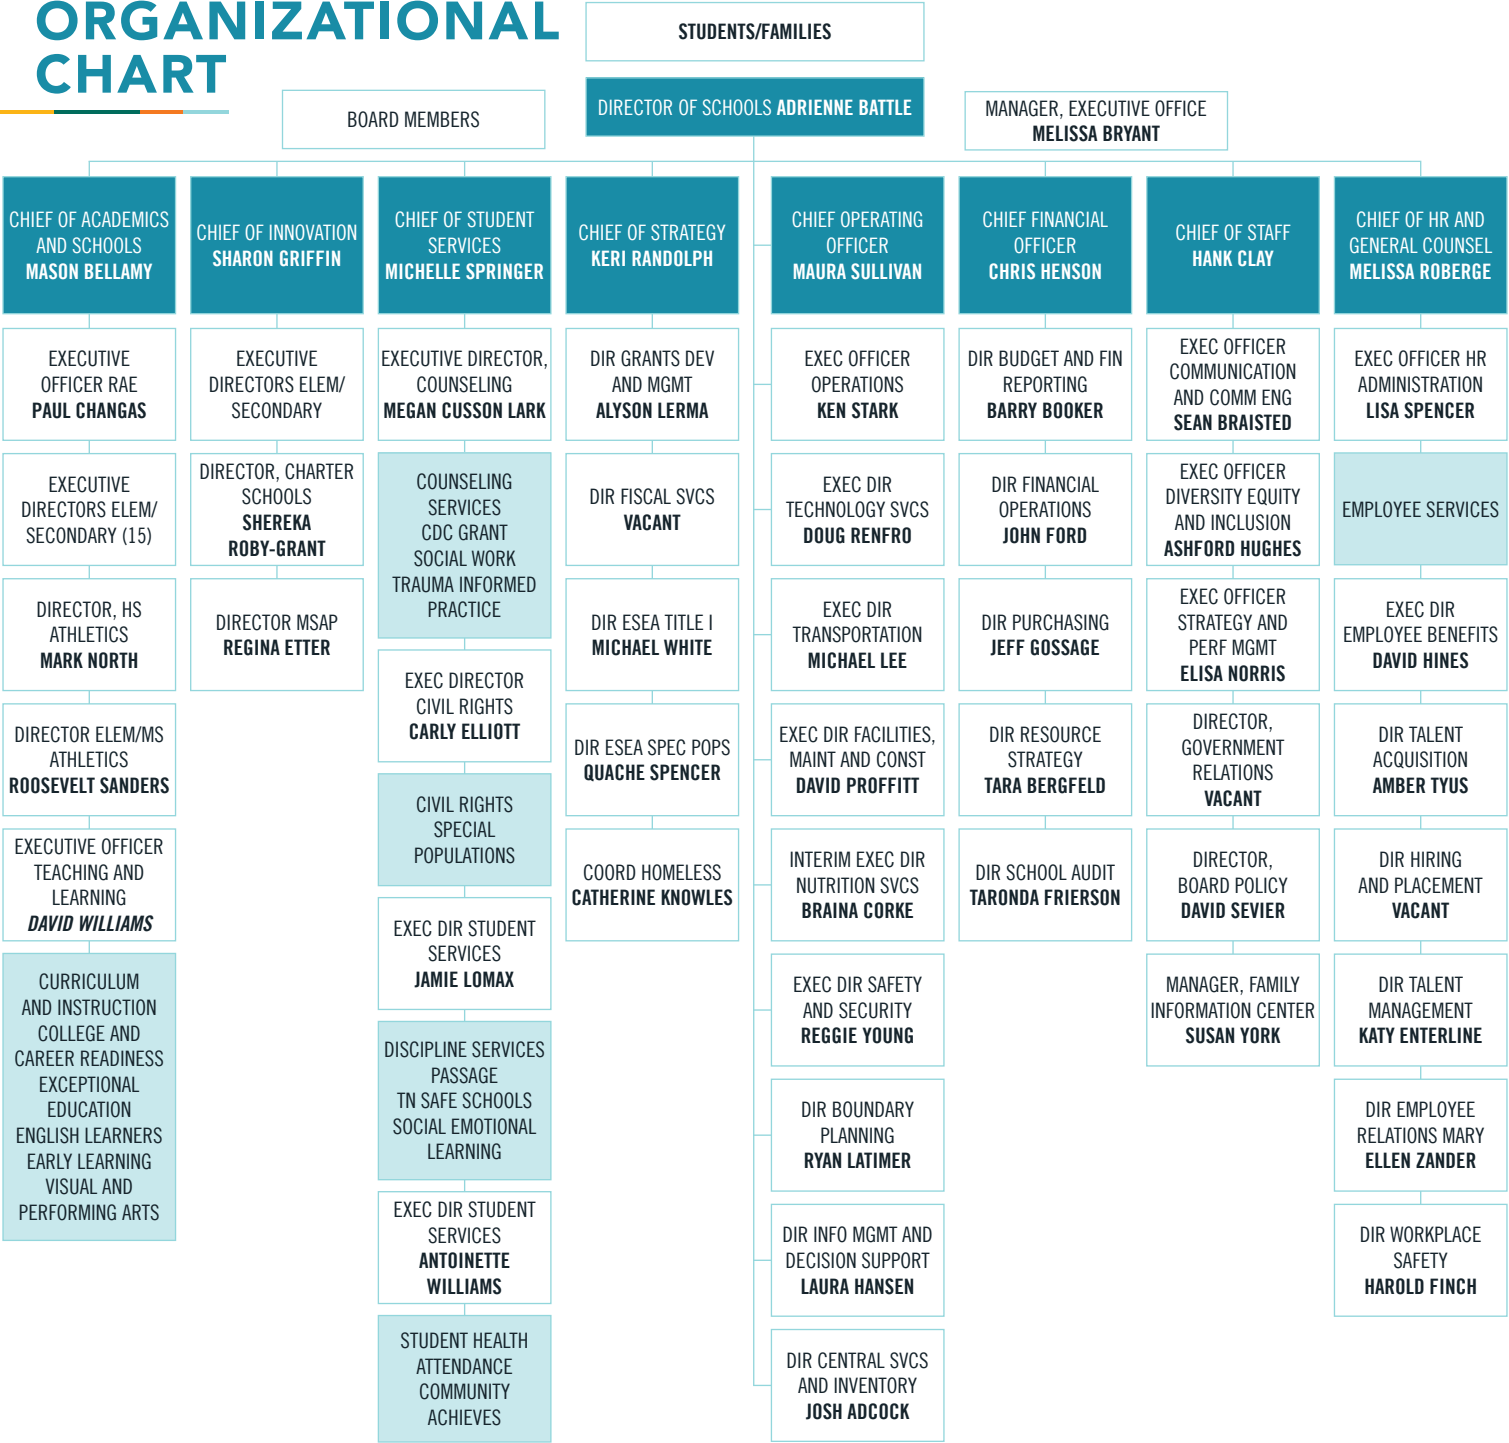 ORGANIZATIONAL
CHART
STUDENTS/FAMILIES
BOARD MEMBERS
DIRECTOR OF SCHOOLS ADRIENNE BATTLE
MANAGER, EXECUTIVE OFFICE
MELISSA BRYANT
CHIEF OF ACADEMICS
AND SCHOOLS
MASON BELLAMY
EXECUTIVE
OFFICER RAE
PAUL CHANGAS
EXECUTIVE
DIRECTORS ELEM/
SECONDARY (15)
DIRECTOR, HS
ATHLETICS
MARK NORTH
DIRECTOR ELEM/MS
ATHLETICS
ROOSEVELT SANDERS
EXECUTIVE OFFICER
TEACHING AND
LEARNING
DAVID WILLIAMS
CURRICULUM
AND INSTRUCTION
COLLEGE AND
CAREER READINESS
EXCEPTIONAL
EDUCATION
ENGLISH LEARNERS
EARLY LEARNING
VISUAL AND
PERFORMING ARTS
CHIEF OF INNOVATION
SHARON GRIFFIN
EXECUTIVE
DIRECTORS ELEM/
SECONDARY
DIRECTOR, CHARTER
SCHOOLS
SHEREKA
ROBY-GRANT
DIRECTOR MSAP
REGINA ETTER
CHIEF OF STUDENT
SERVICES
MICHELLE SPRINGER
EXECUTIVE DIRECTOR,
COUNSELING
MEGAN CUSSON LARK
COUNSELING
SERVICES
CDC GRANT
SOCIAL WORK
TRAUMA INFORMED
PRACTICE
EXEC DIRECTOR
CIVIL RIGHTS
CARLY ELLIOTT
CIVIL RIGHTS
SPECIAL
POPULATIONS
EXEC DIR STUDENT
SERVICES
JAMIE LOMAX
DISCIPLINE SERVICES
PASSAGE
TN SAFE SCHOOLS
SOCIAL EMOTIONAL
LEARNING
EXEC DIR STUDENT
SERVICES
ANTOINETTE
WILLIAMS
STUDENT HEALTH
ATTENDANCE
COMMUNITY
ACHIEVES
CHIEF OF STRATEGY
KERI RANDOLPH
DIR GRANTS DEV
AND MGMT
ALYSON LERMA
DIR FISCAL SVCS
VACANT
DIR ESEA TITLE I
MICHAEL WHITE
DIR ESEA SPEC POPS
QUACHE SPENCER
COORD HOMELESS
CATHERINE KNOWLES
CHIEF OPERATING
OFFICER
MAURA SULLIVAN
EXEC OFFICER
OPERATIONS
KEN STARK
EXEC DIR
TECHNOLOGY SVCS
DOUG RENFRO
EXEC DIR
TRANSPORTATION
MICHAEL LEE
EXEC DIR FACILITIES,
MAINT AND CONST
DAVID PROFFITT
INTERIM EXEC DIR
NUTRITION SVCS
BRAINA CORKE
EXEC DIR SAFETY
AND SECURITY
REGGIE YOUNG
DIR BOUNDARY
PLANNING
RYAN LATIMER
DIR INFO MGMT AND
DECISION SUPPORT
LAURA HANSEN
DIR CENTRAL SVCS
AND INVENTORY
JOSH ADCOCK
CHIEF FINANCIAL
OFFICER
CHRIS HENSON
DIR BUDGET AND FIN
REPORTING
BARRY BOOKER
DIR FINANCIAL
OPERATIONS
JOHN FORD
DIR PURCHASING
JEFF GOSSAGE
DIR RESOURCE
STRATEGY
TARA BERGFELD
DIR SCHOOL AUDIT
TARONDA FRIERSON
CHIEF OF STAFF
HANK CLAY
EXEC OFFICER
COMMUNICATION
AND COMM ENG
SEAN BRAISTED
EXEC OFFICER
DIVERSITY EQUITY
AND INCLUSION
ASHFORD HUGHES
EXEC OFFICER
STRATEGY AND
PERF MGMT
ELISA NORRIS
DIRECTOR,
GOVERNMENT
RELATIONS
VACANT
DIRECTOR,
BOARD POLICY
DAVID SEVIER
MANAGER, FAMILY
INFORMATION CENTER
SUSAN YORK
CHIEF OF HR AND
GENERAL COUNSEL
MELISSA ROBERGE
EXEC OFFICER HR
ADMINISTRATION
LISA SPENCER
EMPLOYEE SERVICES
EXEC DIR
EMPLOYEE BENEFITS
DAVID HINES
DIR TALENT
ACQUISITION
AMBER TYUS
DIR HIRING
AND PLACEMENT
VACANT
DIR TALENT
MANAGEMENT
KATY ENTERLINE
DIR EMPLOYEE
RELATIONS MARY
ELLEN ZANDER
DIR WORKPLACE
SAFETY
HAROLD FINCH